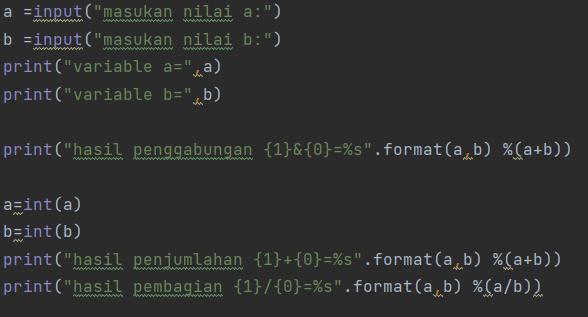 a =input("masukan nilai a:")
b =input("masukan nilai b:")
print("variable a=",a)
print("variable b=",b)
print("hasil penggabungan {1}&{0}=%s".format(a,b) %(a+b))
a=int(a)
b=int(b)
print("hasil penjumlahan {1}+{0}=%s".format(a,b) %(a+b))
print("hasil pembagian {1}/{0}=%s".format(a,b) %(a/b))